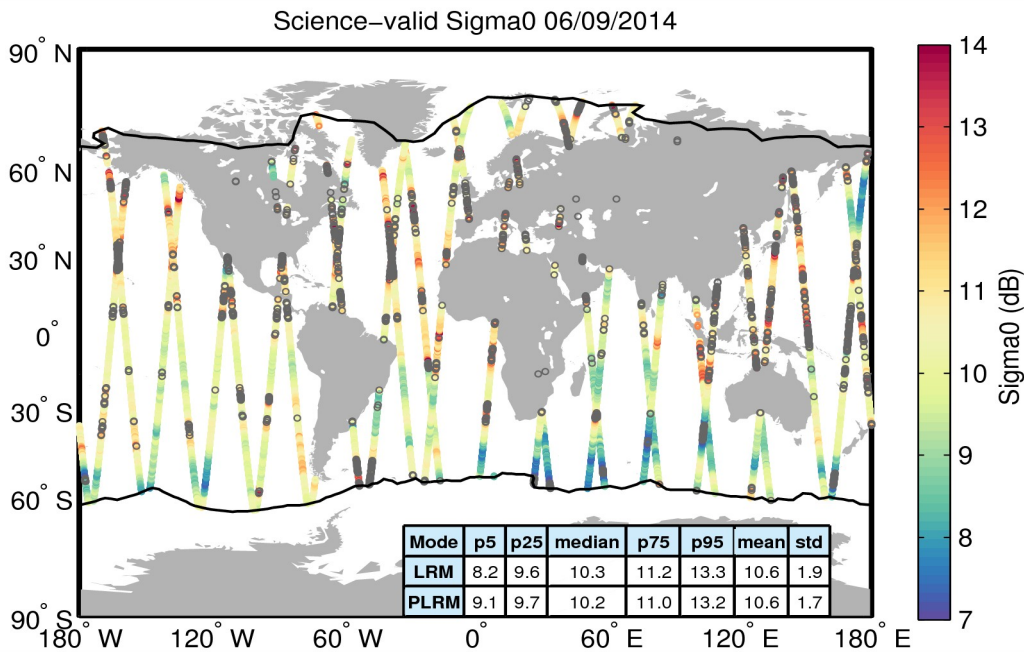 Science−valid Sigma0 06/09/2014
90° N
60° N
30° N
0°
30° S
60° S
90° S
180° W
120° W
60° W
0°
60° E
120° E
180° E
14
13
12
11
10
9
8
7
Sigma0 (dB)
Mode p5 p25 median p75 p95 mean std
LRM 8.2 9.6 10.3 11.2 13.3 10.6 1.9
PLRM 9.1 9.7 10.2 11.0 13.2 10.6 1.7